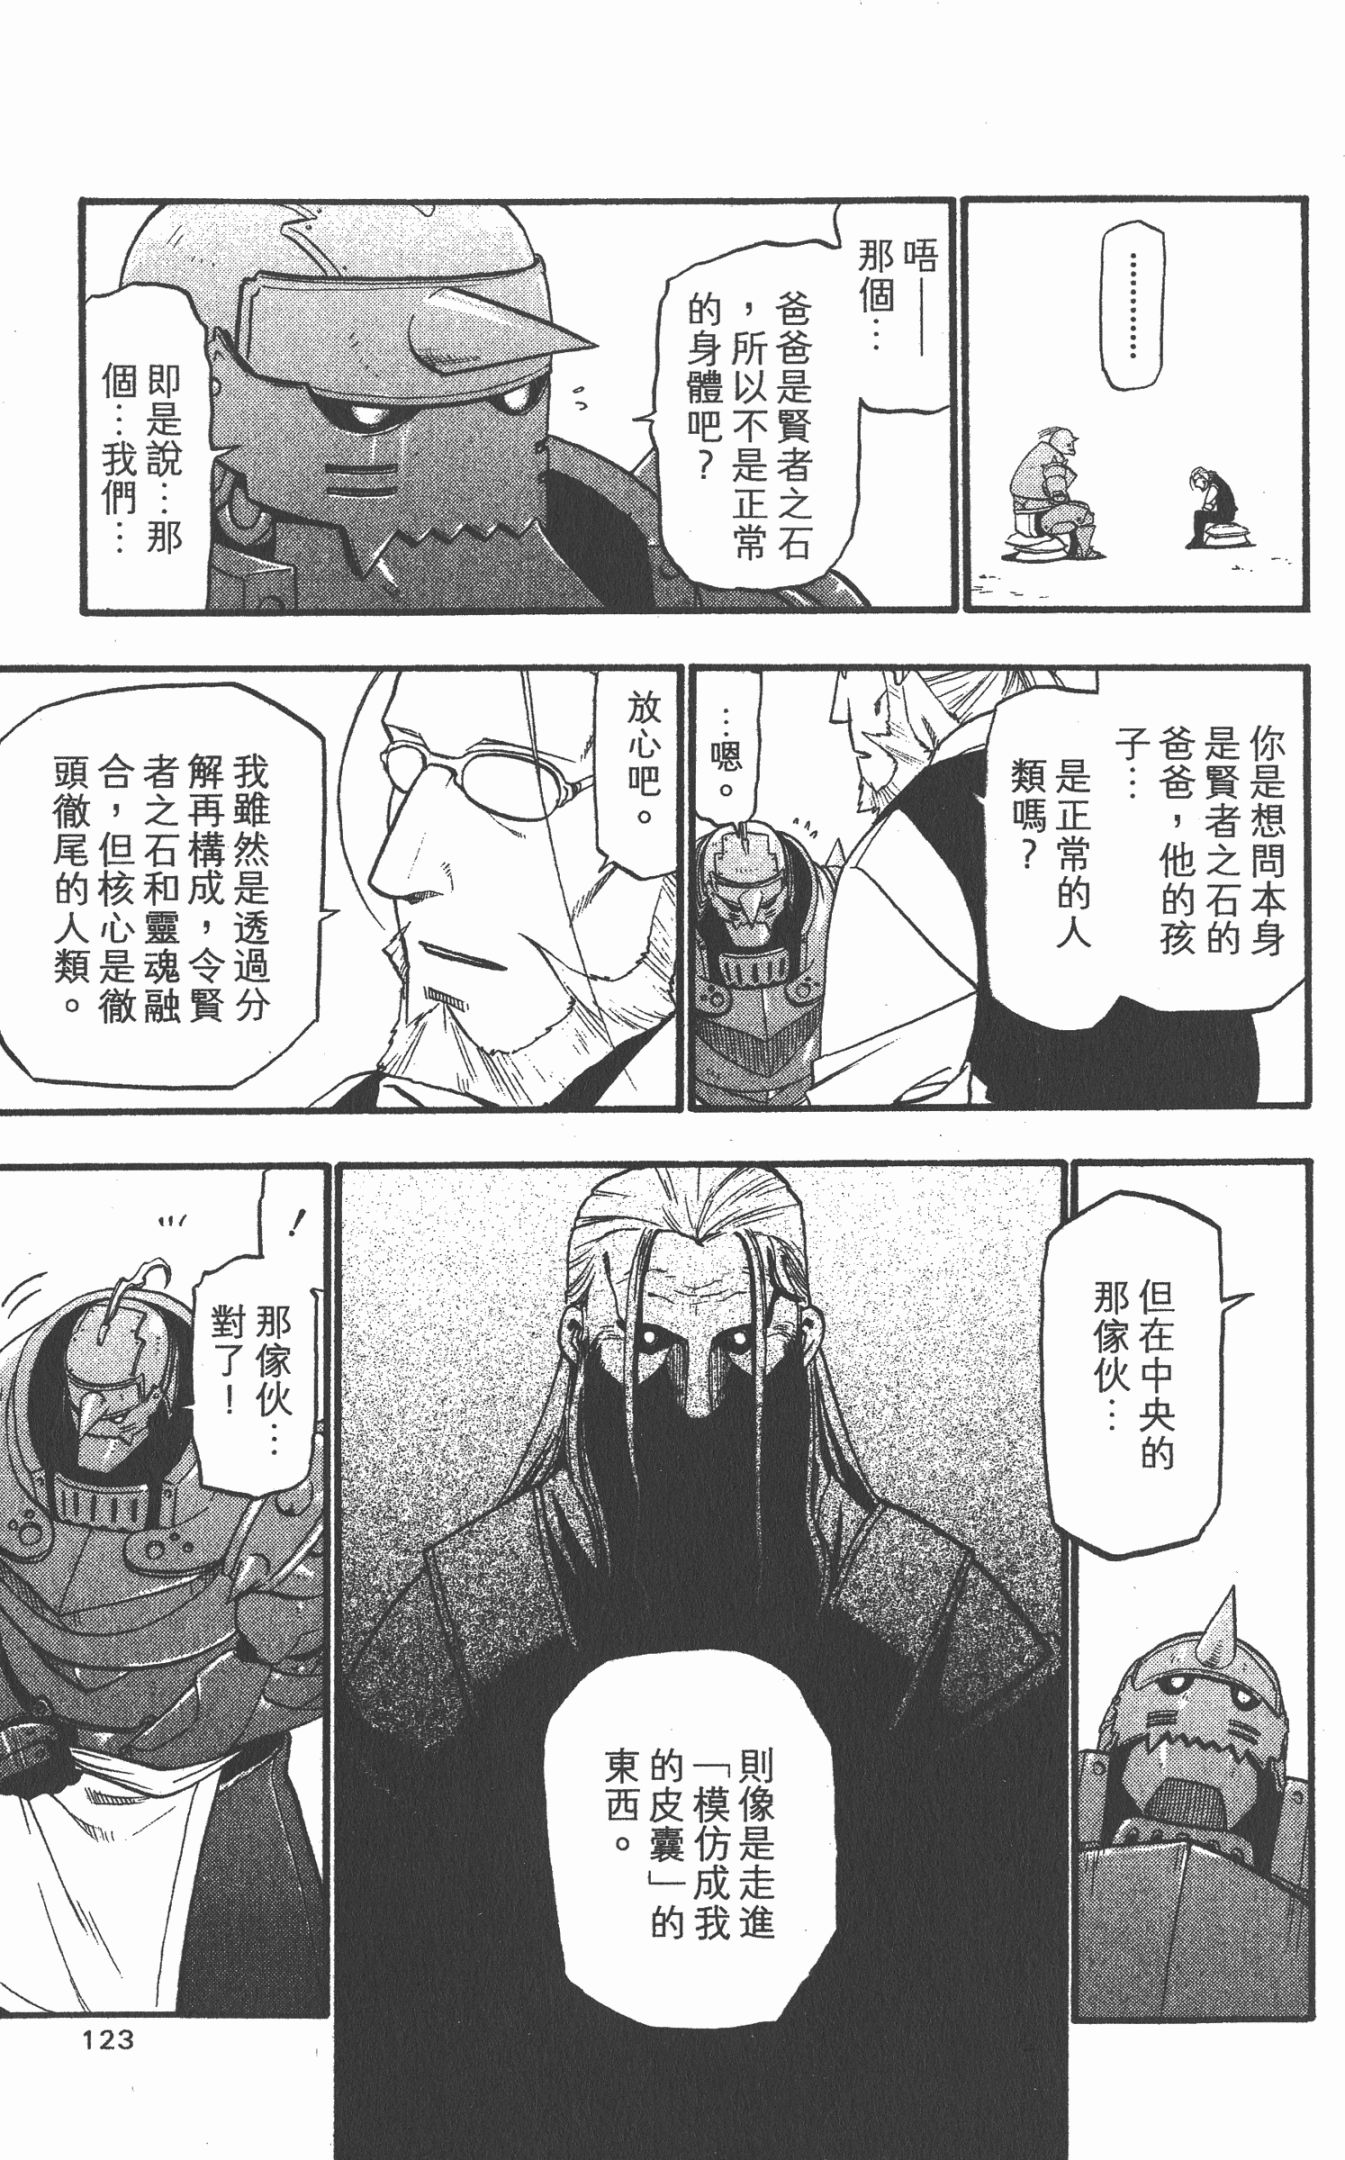 …………
唔——
那個…
爸爸是賢者之石
，所以不是正常
的身體吧？
即是說…那
個…我們…
你是想問本身
是賢者之石的
爸爸，他的孩
子…
是正常的人
類嗎？
…嗯。
放心吧。
我雖然是透過分
解再構成，令賢
者之石和靈魂融
合，但核心是徹
頭徹尾的人類。
但在中央的
那傢伙…
則像是走進
「模仿成我
的皮囊」的
東西。
！
那傢伙…
對了！
123